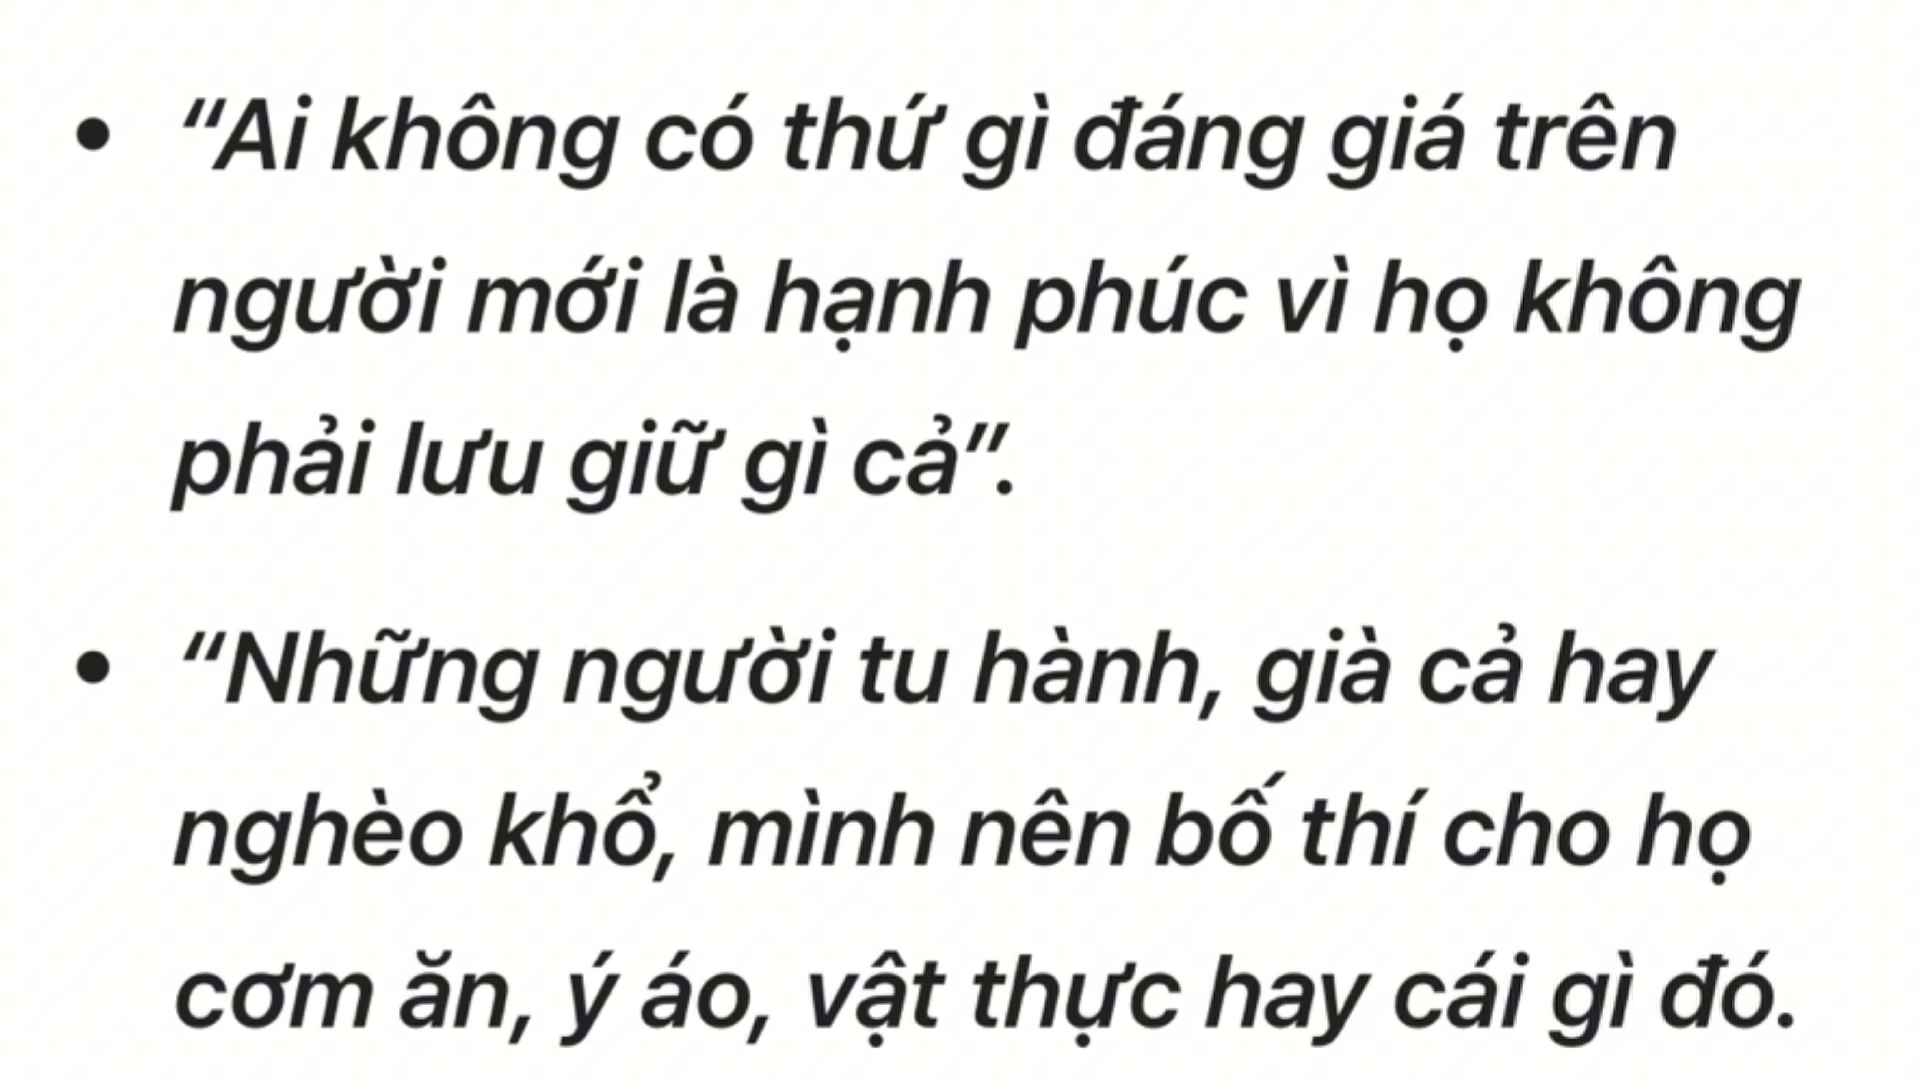 • “Ai không có thứ gì đáng giá trên
người mới là hạnh phúc vì họ không
phải lưu giữ gì cả”.
• “Những người tu hành, già cả hay
nghèo khổ, mình nên bố thí cho họ
cơm ăn, ý áo, vật thực hay cái gì đó.